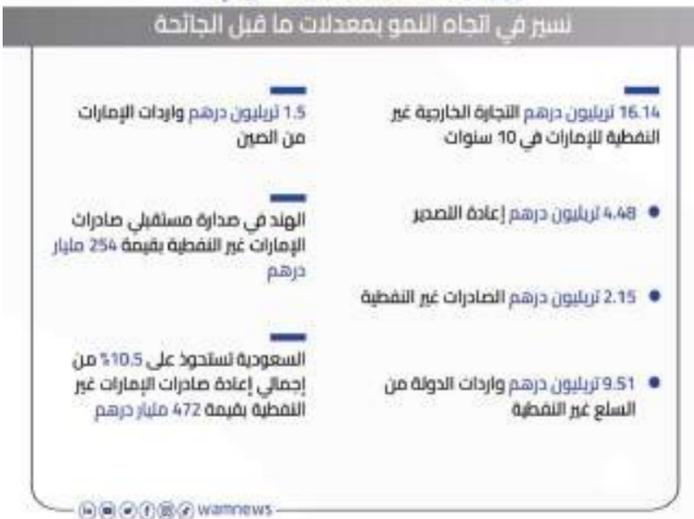 نسير في اتجاه النمو بمعدلات ما قبل الجائحة
16.14 تريليون درهم التجارة الخارجية غير
النفطية للإمارات في 10 سنوات
4.48 تريليون درهم إعادة التصدير
2.15 تريليون درهم الصادرات غير النفطية
9.51 تريليون درهم واردات الدولة من
السلع غير النفطية
1.5 تريليون درهم واردات الإمارات
من الصين
الهند في صدارة مستقبلي صادرات
الإمارات غير النفطية بقيمة 254 مليار
درهم
السعودية تستحوذ على 10.5% من
إجمالي إعادة صادرات الإمارات غير
النفطية بقيمة 472 مليار درهم
wamnews